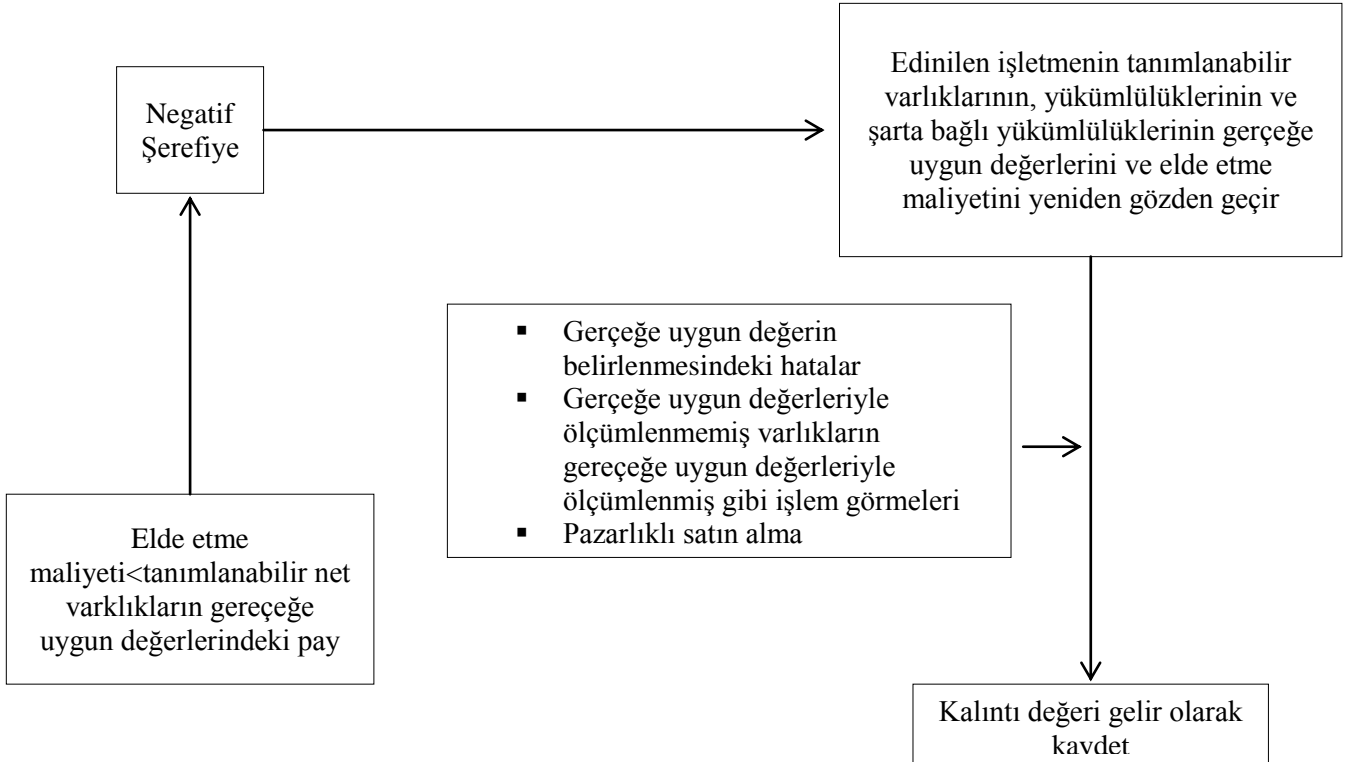 Negatif
Şerefiye
Edinilen işletmenin tanımlanabilir
varlıklarının, yükümlülüklerinin ve
şarta bağlı yükümlülüklerinin gerçeğe
uygun değerlerini ve elde etme
maliyetini yeniden gözden geçir
▪ Gerçeğe uygun değerin
belirlenmesindeki hatalar
▪ Gerçeğe uygun değerleriyle
ölçümlenmemiş varlıkların
gereçeğe uygun değerleriyle
ölçümlenmiş gibi işlem görmeleri
▪ Pazarlıklı satın alma
Elde etme
maliyeti<tanımlanabilir net
varklıkların gereçeğe
uygun değerlerindeki pay
Kalıntı değeri gelir olarak
kaydet